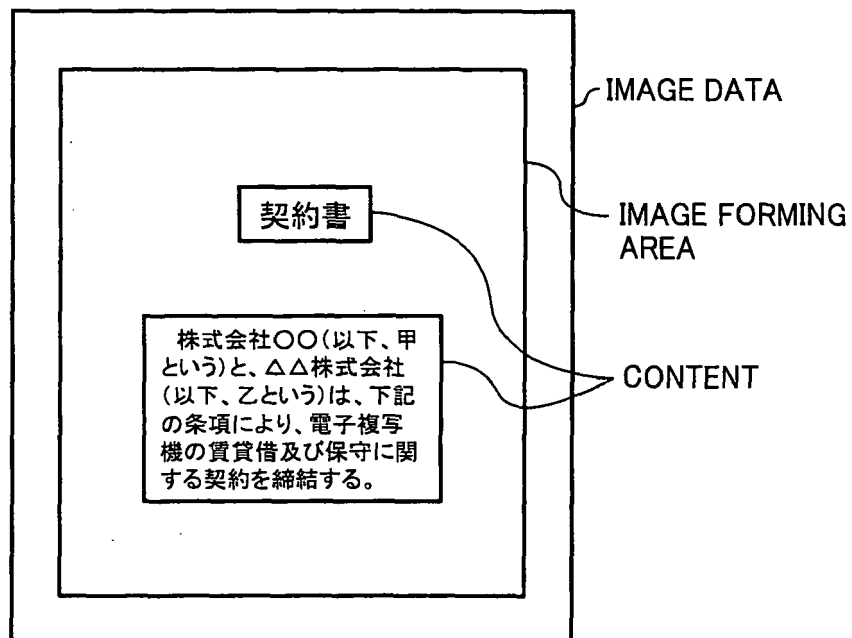 IMAGE DATA
IMAGE FORMING
AREA
契約書
株式会社○○(以下、甲
という)と、△△株式会社
(以下、乙という)は、下記
の条項により、電子複写
機の賃貸借及び保守に関
する契約を締結する。
CONTENT